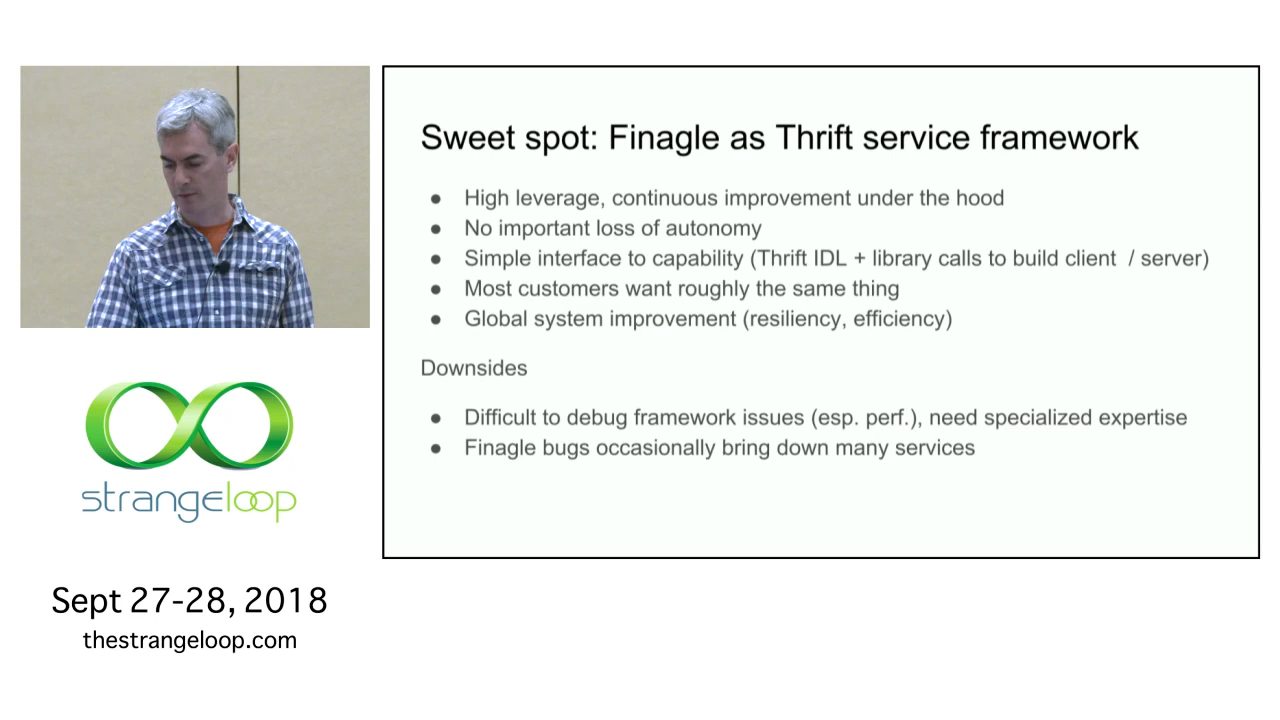 Sweet spot: Finagle as Thrift service framework
● High leverage, continuous improvement under the hood
● No important loss of autonomy
● Simple interface to capability (Thrift IDL + library calls to build client  / server)
● Most customers want roughly the same thing
● Global system improvement (resiliency, efficiency)
Downsides
● Difficult to debug framework issues (esp. perf.), need specialized expertise
● Finagle bugs occasionally bring down many services
strangeloop
Sept 27-28, 2018
thestrangeloop.com